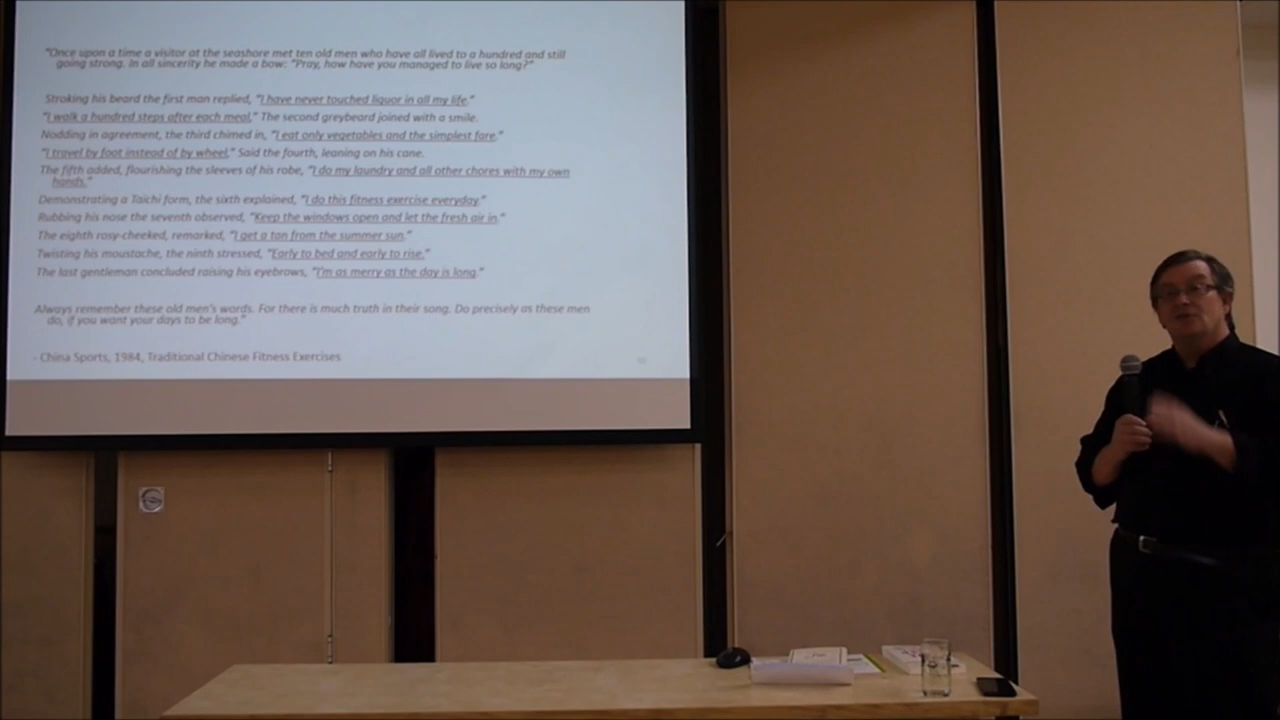 "Once upon a time a visitor at the seashore met ten old men who have all lived to a hundred and still
going strong. In all sincerity he made a bow: "Pray, how have you managed to live so long?"
Stroking his beard the first man replied, "I have never touched liquor in all my life."
"I walk a hundred steps after each meal," The second greybeard joined with a smile.
Nodding in agreement, the third chimed in, "I eat only vegetables and the simplest fare."
"I travel by foot instead of by wheel," Said the fourth, leaning on his cane.
The fifth added, flourishing the sleeves of his robe, "I do my laundry and all other chores with my own
hands."
Demonstrating a Taichi form, the sixth explained, "I do this fitness exercise everyday."
Rubbing his nose the seventh observed, "Keep the windows open and let the fresh air in."
The eighth rosy-cheeked, remarked, "I get a tan from the summer sun."
Twisting his moustache, the ninth stressed, "Early to bed and early to rise."
The last gentleman concluded raising his eyebrows, "I'm as merry as the day is long."
Always remember these old men's words. For there is much truth in their song. Do precisely as these men
do, if you want your days to be long."
- China Sports, 1984, Traditional Chinese Fitness Exercises